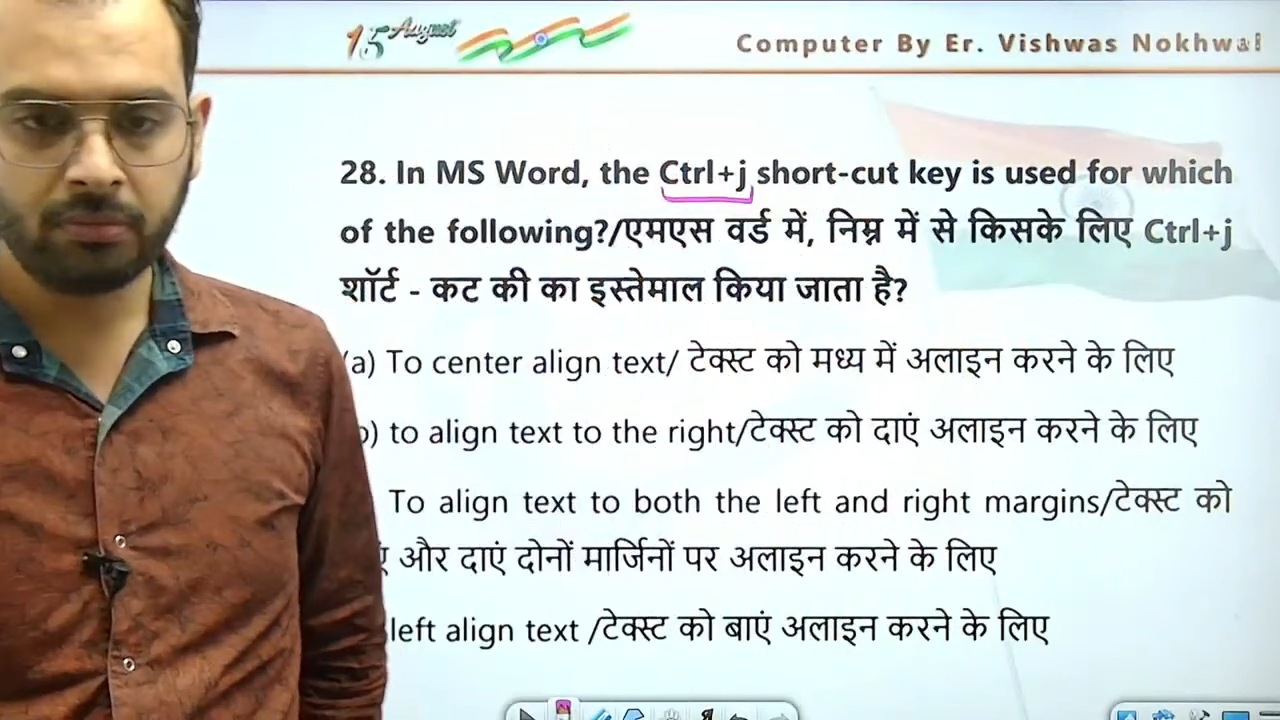 15 August
Computer By Er. Vishwas Nokhwal
28. In MS Word, the Ctrl+j short-cut key is used for which
of the following?/एमएस वर्ड में, निम्न में से किसके लिए Ctrl+j
शॉर्ट - कट की का इस्तेमाल किया जाता है?
(a) To center align text/ टेक्स्ट को मध्य में अलाइन करने के लिए
to align text to the right/टेक्स्ट को दाएं अलाइन करने के लिए
To align text to both the left and right margins/टेक्स्ट को
और दाएं दोनों मार्जिनों पर अलाइन करने के लिए
left align text /टेक्स्ट को बाएं अलाइन करने के लिए